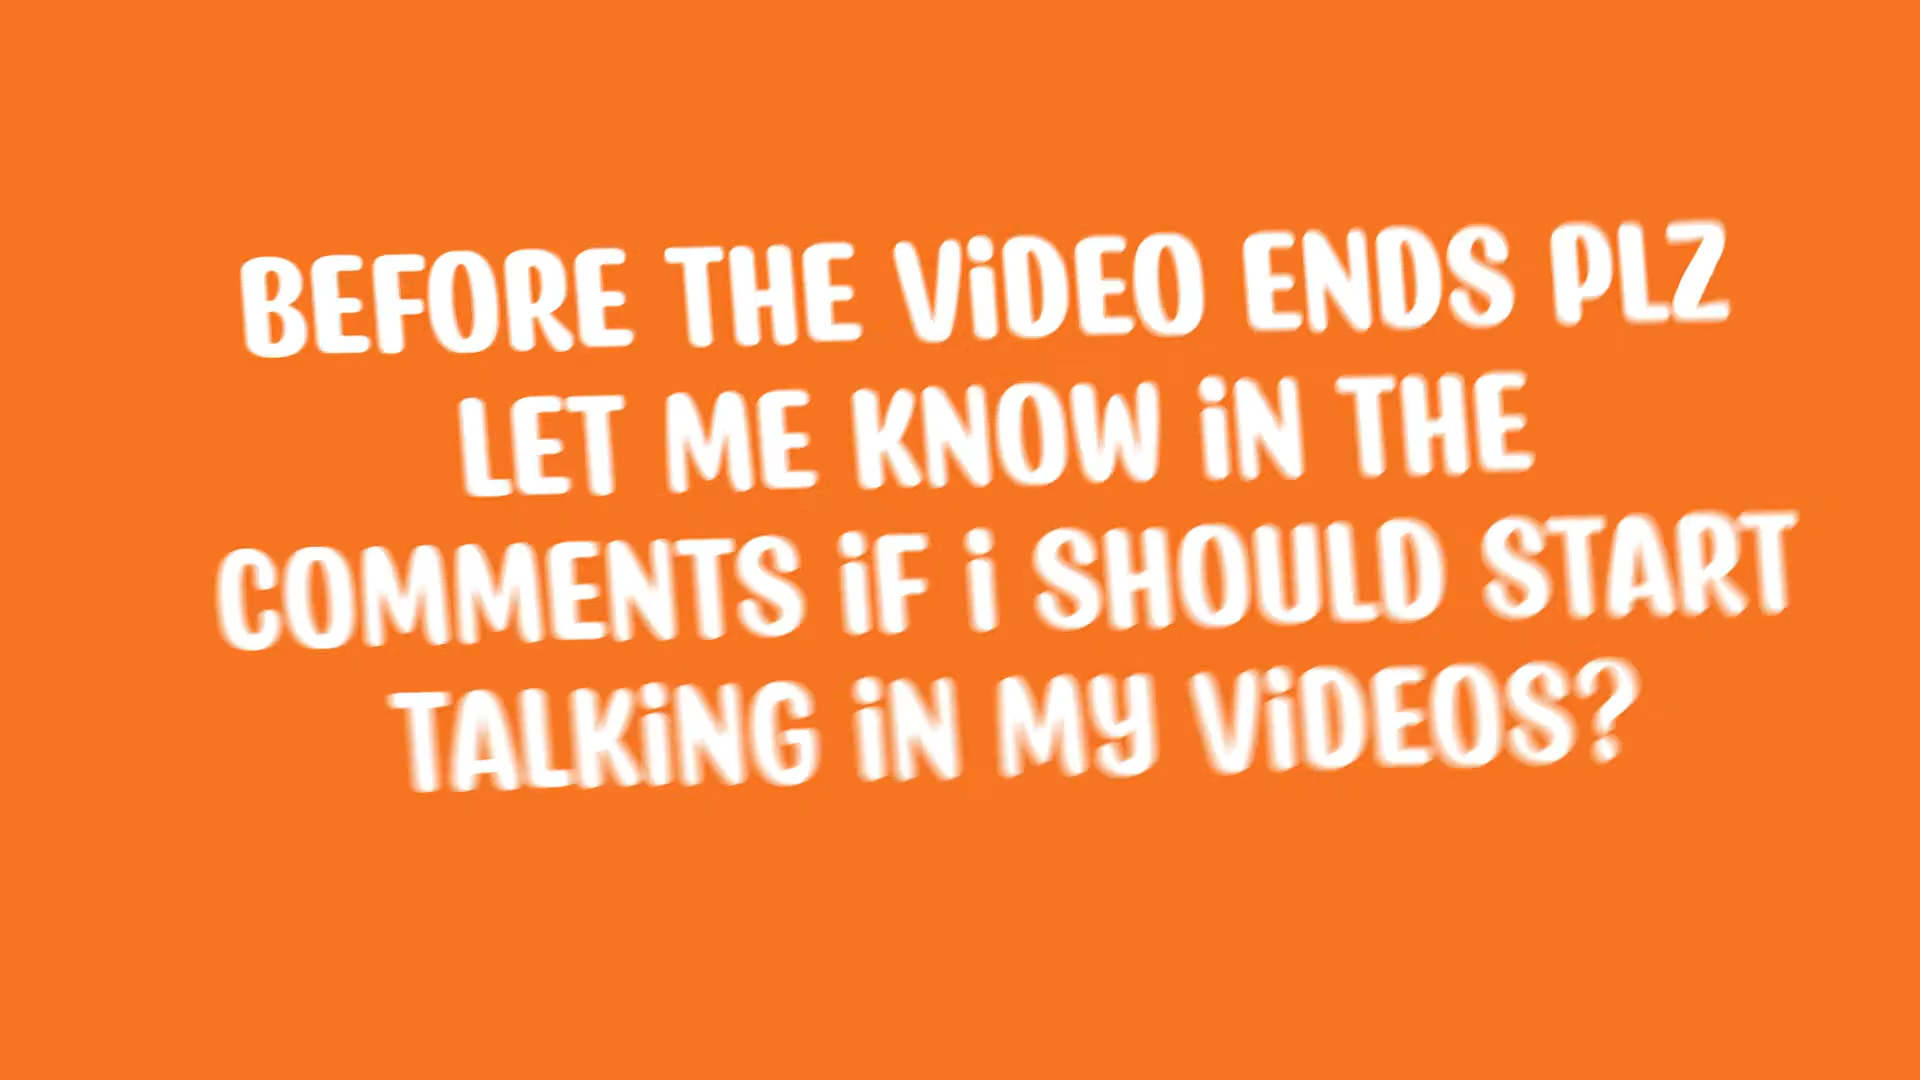 BEFORE THE ViDEO ENDS PLZ
LET ME KNOW iN THE
COMMENTS iF i SHOULD START
TALKiNG iN MY ViDEOS?